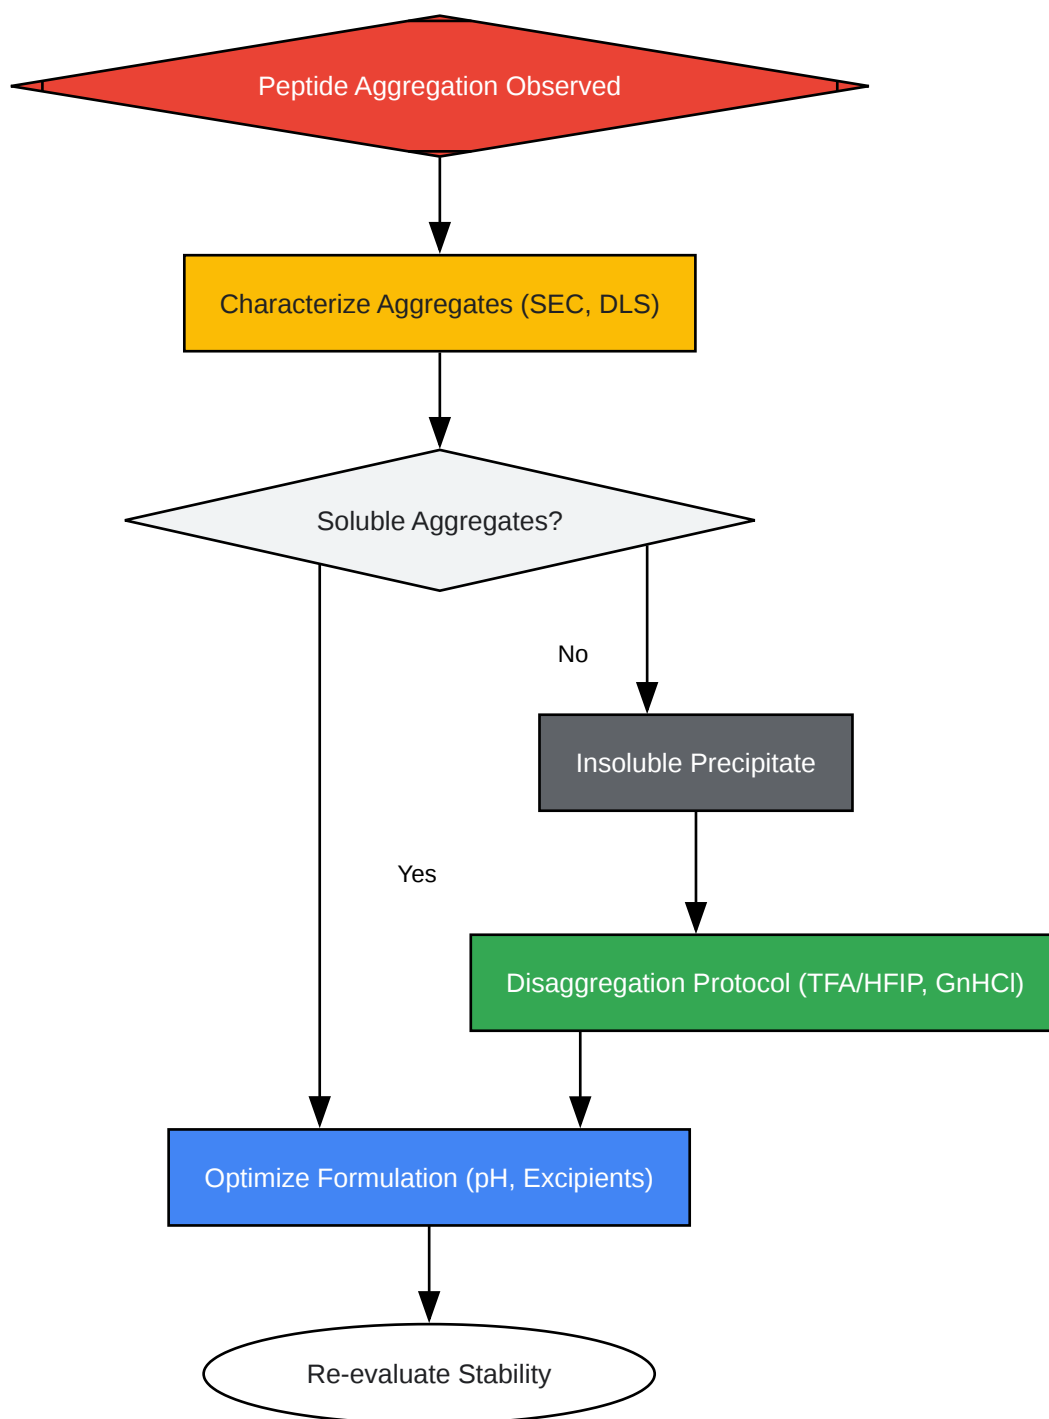 Peptide Aggregation Observed
Characterize Aggregates (SEC, DLS)
Soluble Aggregates?
No
Insoluble Precipitate
Yes
Disaggregation Protocol (TFA/HFIP, GnHCl)
Optimize Formulation (pH, Excipients)
Re-evaluate Stability